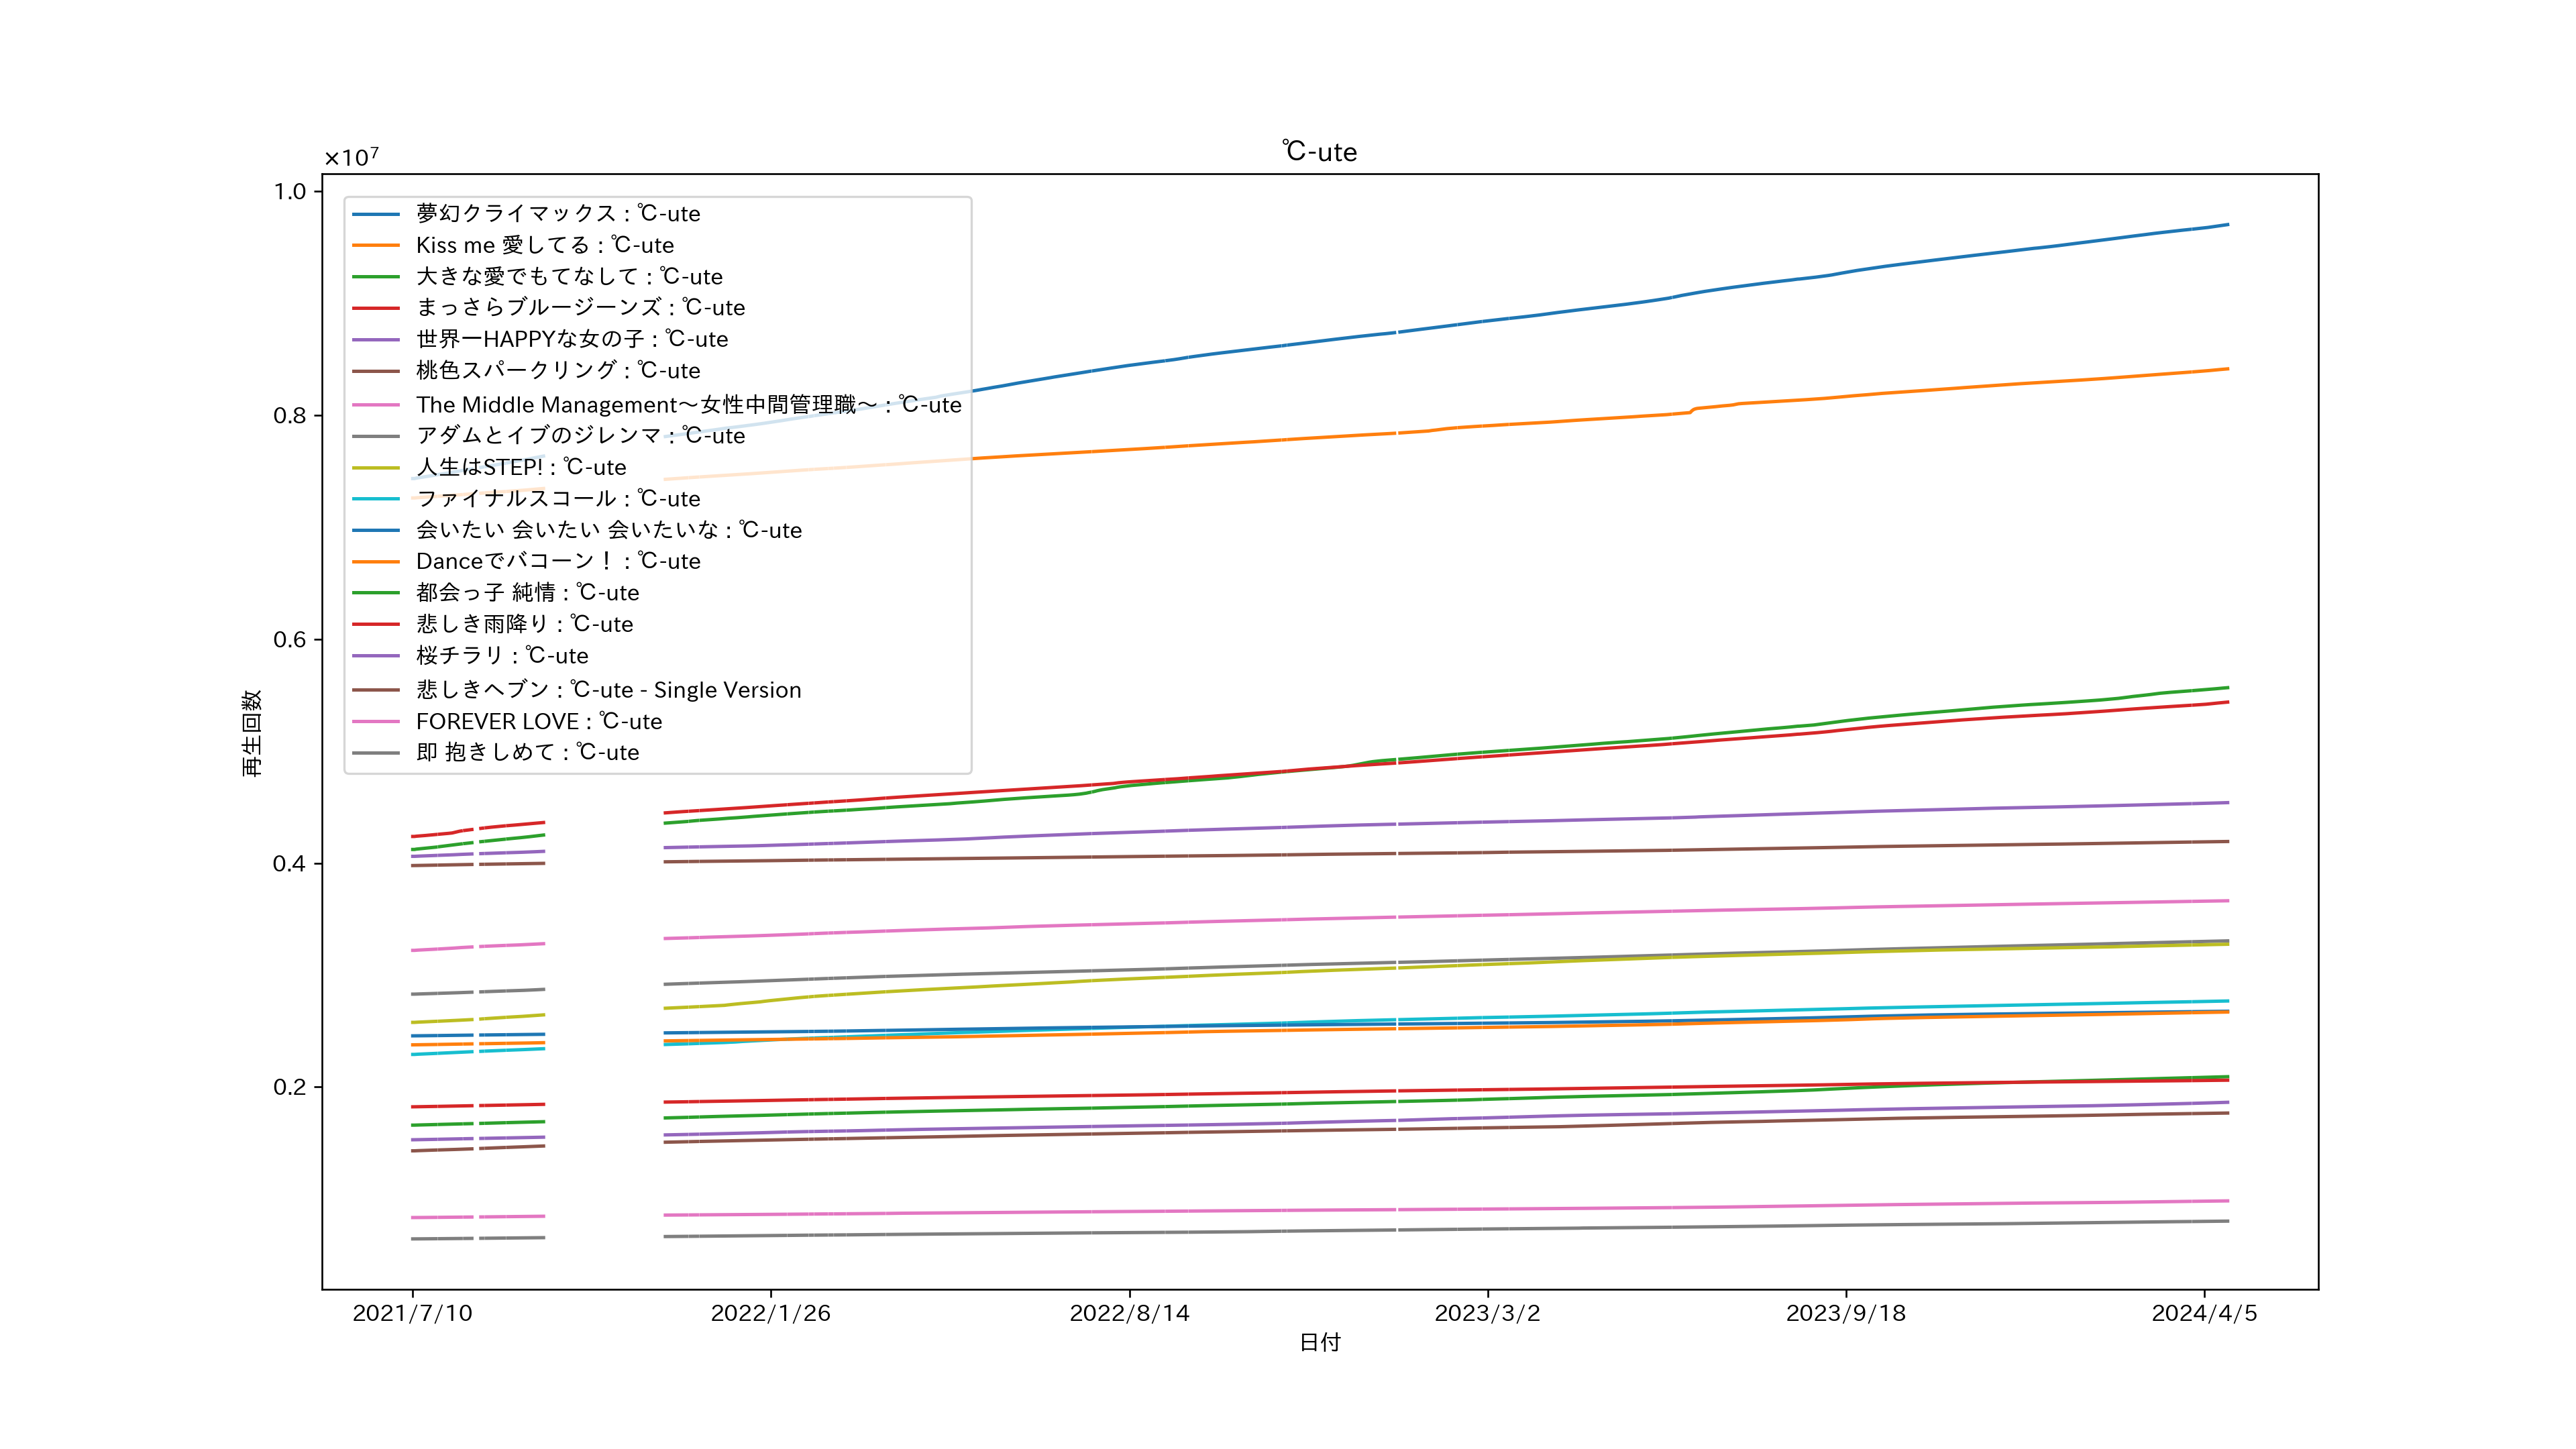 ℃-ute
×10⁷
1.0
0.8
0.6
0.4
0.2
再生回数
夢幻クライマックス : ℃-ute
Kiss me 愛してる : ℃-ute
大きな愛でもてなして : ℃-ute
まっさらブルージーンズ : ℃-ute
世界一HAPPYな女の子 : ℃-ute
桃色スパークリング : ℃-ute
The Middle Management～女性中間管理職～ : ℃-ute
アダムとイブのジレンマ : ℃-ute
人生はSTEP! : ℃-ute
ファイナルスコール : ℃-ute
会いたい 会いたい 会いたいな : ℃-ute
Danceでバコーン！ : ℃-ute
都会っ子 純情 : ℃-ute
悲しき雨降り : ℃-ute
桜チラリ : ℃-ute
悲しきヘブン : ℃-ute - Single Version
FOREVER LOVE : ℃-ute
即 抱きしめて : ℃-ute
2021/7/10
2022/1/26
2022/8/14
2023/3/2
2023/9/18
2024/4/5
日付